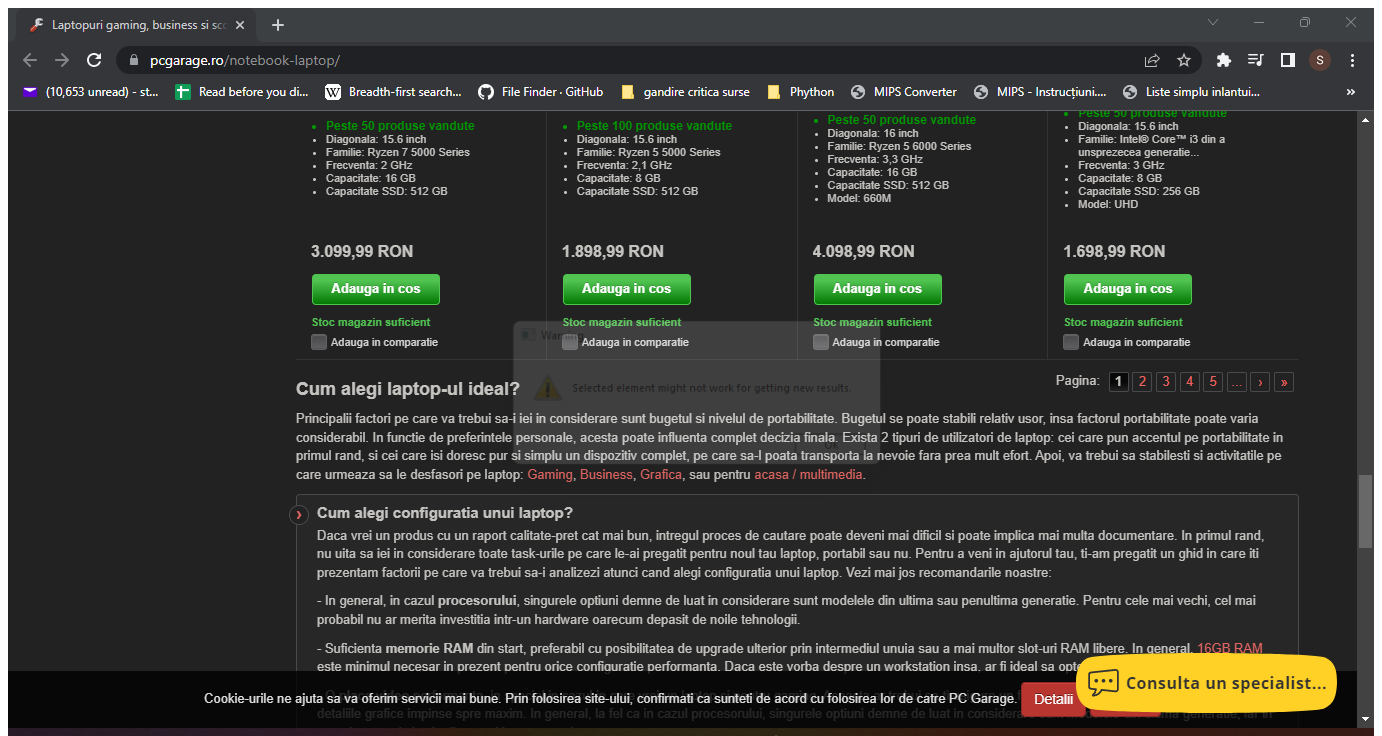 Laptopuri gaming, business si sco
pcgarage.ro/notebook-laptop/
S
(10,653 unread) - st...
Read before you di...
Breadth-first search...
File Finder · GitHub
gandire critica surse
Phython
MIPS Converter
MIPS - Instrucțiuni....
Liste simplu inlantui...
»
Peste 50 produse vandute
Diagonala: 15.6 inch
Familie: Ryzen 7 5000 Series
Frecventa: 2 GHz
Capacitate: 16 GB
Capacitate SSD: 512 GB
3.099,99 RON
Adauga in cos
Stoc magazin suficient
Adauga in comparatie
Peste 100 produse vandute
Diagonala: 15.6 inch
Familie: Ryzen 5 5000 Series
Frecventa: 2,1 GHz
Capacitate: 8 GB
Capacitate SSD: 512 GB
1.898,99 RON
Adauga in cos
Stoc magazin suficient
Adauga in comparatie
Peste 50 produse vandute
Diagonala: 16 inch
Familie: Ryzen 5 6000 Series
Frecventa: 3,3 GHz
Capacitate: 16 GB
Capacitate SSD: 512 GB
Model: 660M
4.098,99 RON
Adauga in cos
Stoc magazin suficient
Adauga in comparatie
Peste 50 produse vandute
Diagonala: 15.6 inch
Familie: Intel® Core™ i3 din a
unsprezecea generatie...
Frecventa: 3 GHz
Capacitate: 8 GB
Capacitate SSD: 256 GB
Model: UHD
1.698,99 RON
Adauga in cos
Stoc magazin suficient
Adauga in comparatie
Warning
Selected element might not work for getting new results.
Pagina: 1 2 3 4 5 ... › »
Cum alegi laptop-ul ideal?
Principalii factori pe care va trebui sa-i iei in considerare sunt bugetul si nivelul de portabilitate. Bugetul se poate stabili relativ usor, insa factorul portabilitate poate varia
considerabil. In functie de preferintele personale, acesta poate influenta complet decizia finala. Exista 2 tipuri de utilizatori de laptop: cei care pun accentul pe portabilitate in
primul rand, si cei care isi doresc pur si simplu un dispozitiv complet, pe care sa-l poata transporta la nevoie fara prea mult efort. Apoi, va trebui sa stabilesti si activitatile pe
care urmeaza sa le desfasori pe laptop: Gaming, Business, Grafica, sau pentru acasa / multimedia.
Cum alegi configuratia unui laptop?
Daca vrei un produs cu un raport calitate-pret cat mai bun, intregul proces de cautare poate deveni mai dificil si poate implica mai multa documentare. In primul rand,
nu uita sa iei in considerare toate task-urile pe care le-ai pregatit pentru noul tau laptop, portabil sau nu. Pentru a veni in ajutorul tau, ti-am pregatit un ghid in care iti
prezentam factorii pe care va trebui sa-i analizezi atunci cand alegi configuratia unui laptop. Vezi mai jos recomandarile noastre:
- In general, in cazul procesorului, singurele optiuni demne de luat in considerare sunt modelele din ultima sau penultima generatie. Pentru cele mai vechi, cel mai
probabil nu ar merita investitia intr-un hardware oarecum depasit de noile tehnologii.
- Suficienta memorie RAM din start, preferabil cu posibilitatea de upgrade ulterior prin intermediul unuia sau a mai multor slot-uri RAM libere. In general, 16GB RAM
este minimul necesar in prezent pentru orice configuratie performanta. Daca este vorba despre un workstation insa, ar fi ideal sa opte
Cookie-urile ne ajuta sa va oferim servicii mai bune. Prin folosirea site-ului, confirmati ca sunteti de acord cu folosirea lor de catre PC Garage.
Detalii
Consulta un specialist...
detaliile grafice impinse spre maxim. In general, la fel ca in cazul procesorului, singurele optiuni demne de luat in considerare